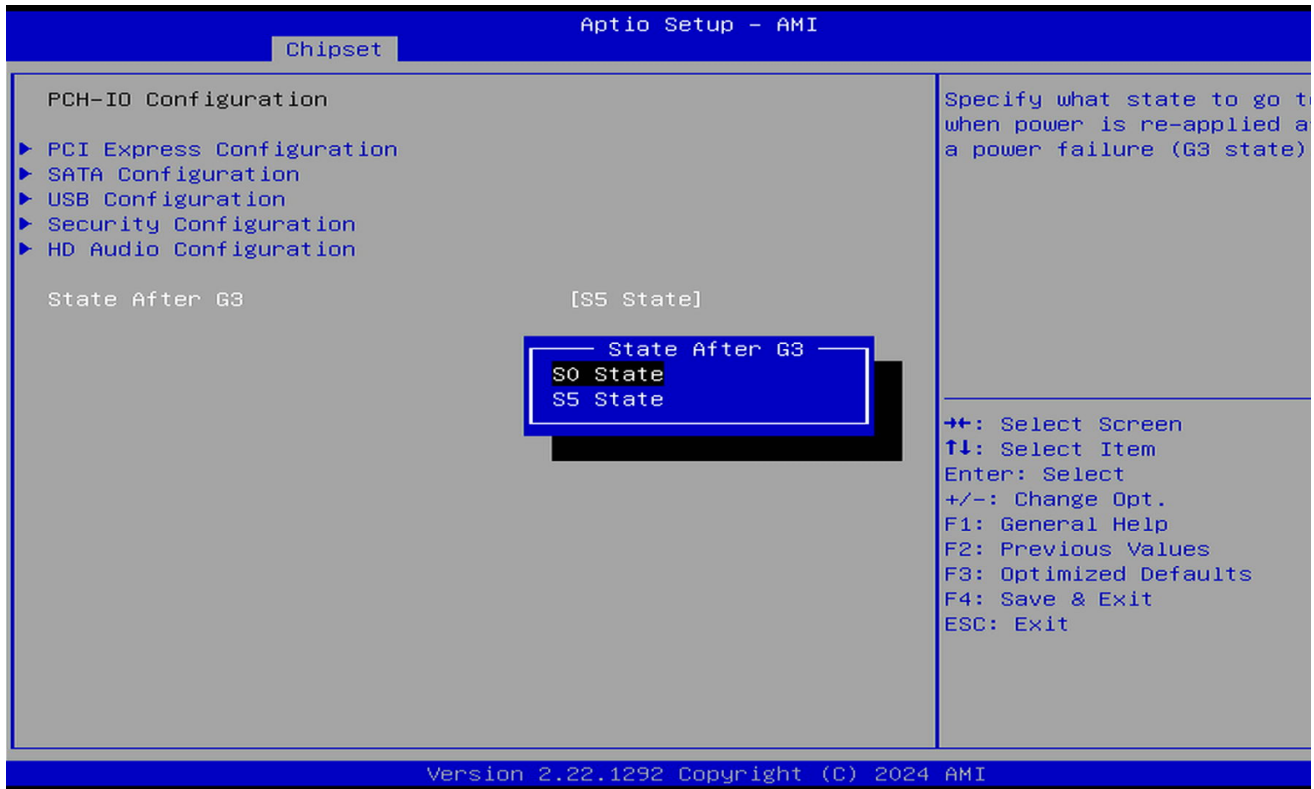 Aptio Setup - AMI
Chipset
PCH-IO Configuration
PCI Express Configuration
SATA Configuration
USB Configuration
Security Configuration
HD Audio Configuration
State After G3 [S5 State]
State After G3
S0 State
S5 State
Specify what state to go
when power is re-applied
a power failure (G3 state)
→←: Select Screen
↑↓: Select Item
Enter: Select
+/-: Change Opt.
F1: General Help
F2: Previous Values
F3: Optimized Defaults
F4: Save & Exit
ESC: Exit
Version 2.22.1292 Copyright (C) 2024 AMI